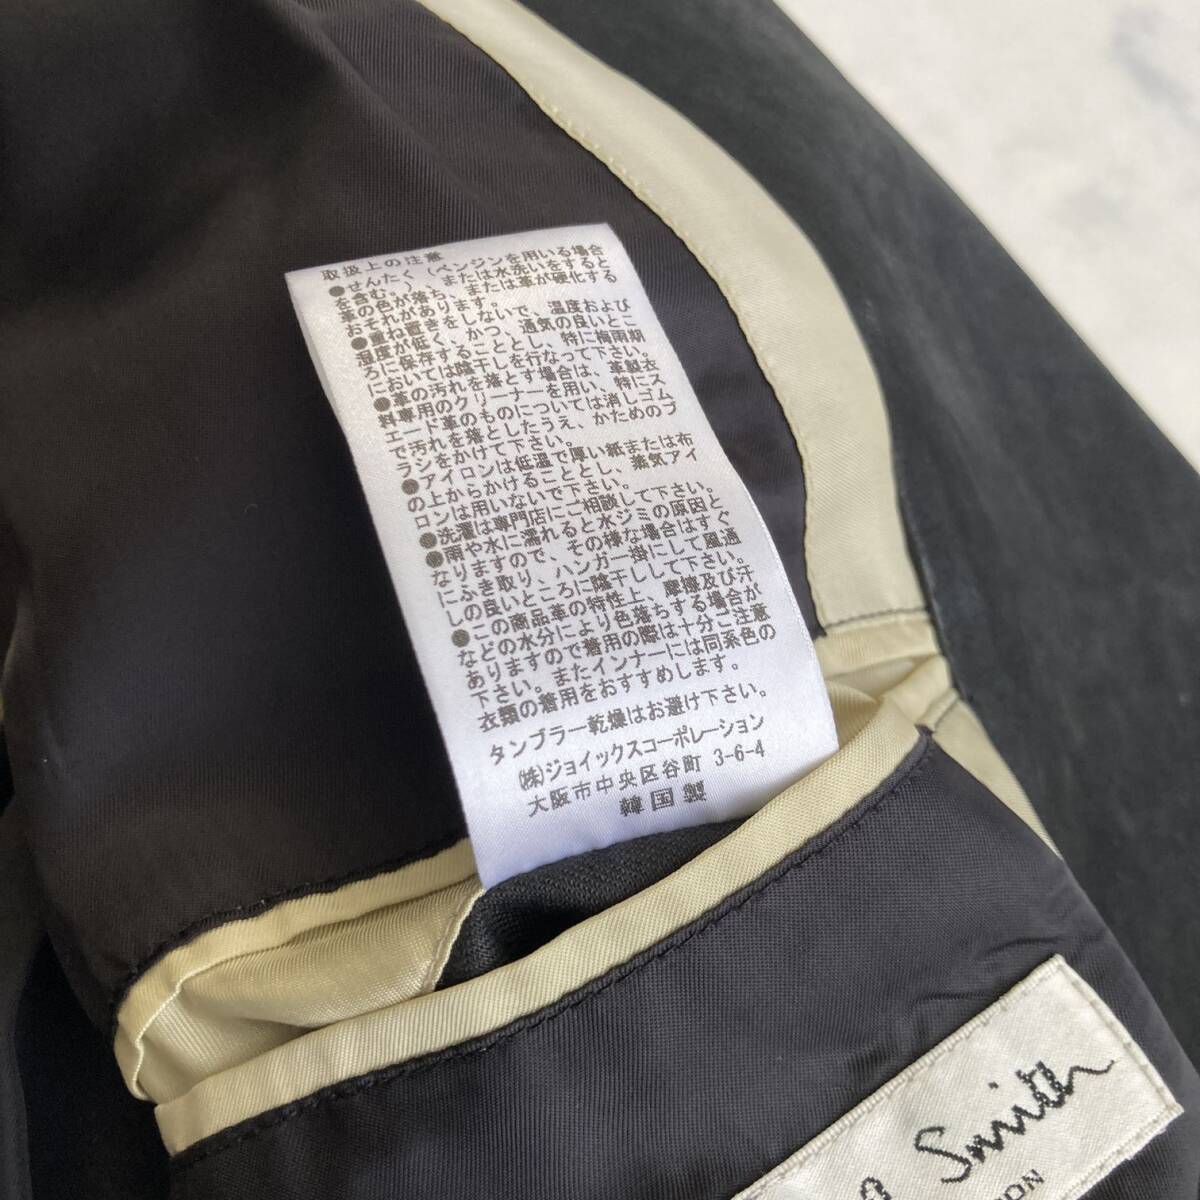 取扱上の注意
●せんたく（ベンジンを用いる場合
を含む。）、または水洗いをすると
革の色が落ち、または革が硬化する
おそれがあります。
●重ね置きをしないで、温度および
湿度が低く、かつ、通気の良いとこ
ろに保存することとし、特に梅雨期
においては陰干しを行なって下さい。
●革の汚れを落とす場合は、革製衣
料専用のクリーナーを用い、特にス
エード革のものについては消しゴム
で汚れを落としたうえ、かためのブ
ラシをかけて下さい。
●アイロンは低温で厚い紙または布
の上からかけることとし、蒸気アイ
ロンは用いないで下さい。
●洗濯は専門店にご相談して下さい。
●雨や水に濡れると水ジミの原因と
なりますので、その様な場合はすぐ
にふき取り、ハンガー掛にして風通
しの良いところに陰干しして下さい。
●この商品革の特性上、摩擦及び汗
などの水分により色落ちする場合が
ありますので着用の際は十分ご注意
下さい。またインナーには同系色の
衣類の着用をおすすめします。
タンブラー乾燥はお避け下さい。
㈱ジョイックスコーポレーション
大阪市中央区谷町 3-6-4
韓国製
Smith